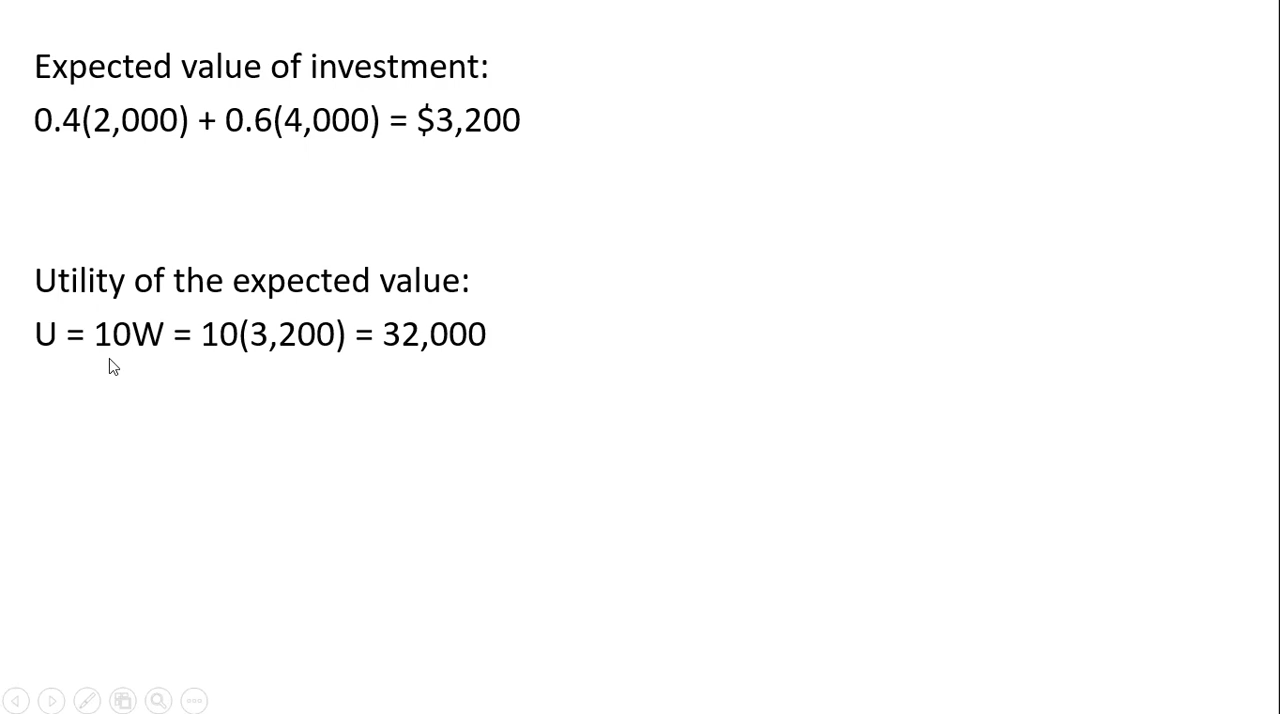 Expected value of investment:
0.4(2,000) + 0.6(4,000) = $3,200
Utility of the expected value:
U = 10W = 10(3,200) = 32,000